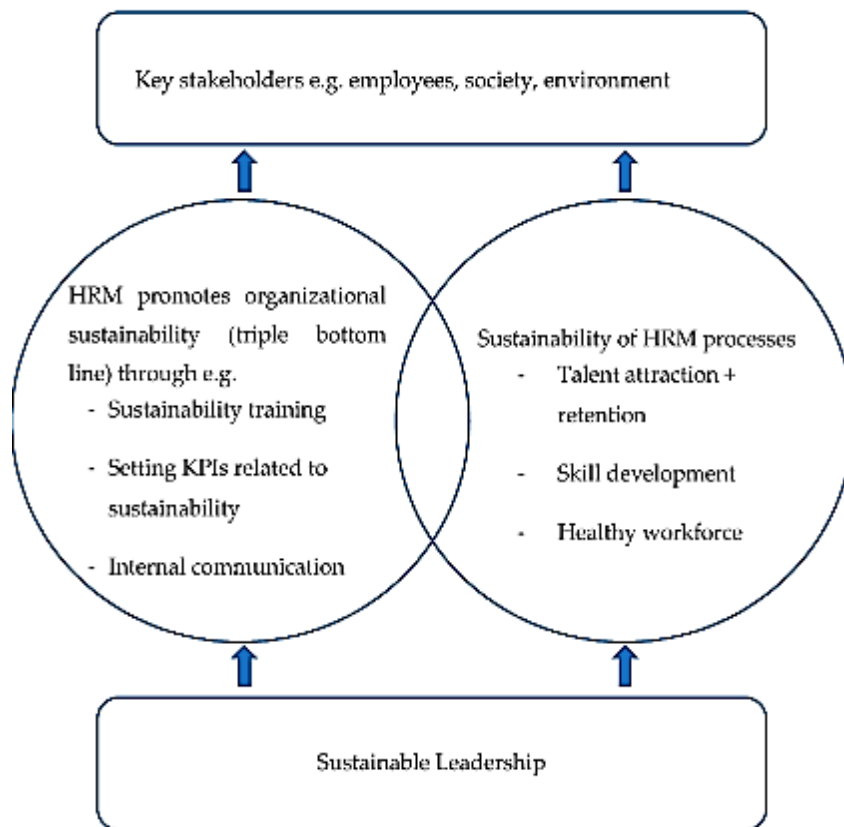 Key stakeholders e.g. employees, society, environment
HRM promotes organizational
sustainability (triple bottom
line) through e.g.
- Sustainability training
- Setting KPIs related to
sustainability
- Internal communication
Sustainability of HRM processes
- Talent attraction +
retention
- Skill development
- Healthy workforce
Sustainable Leadership